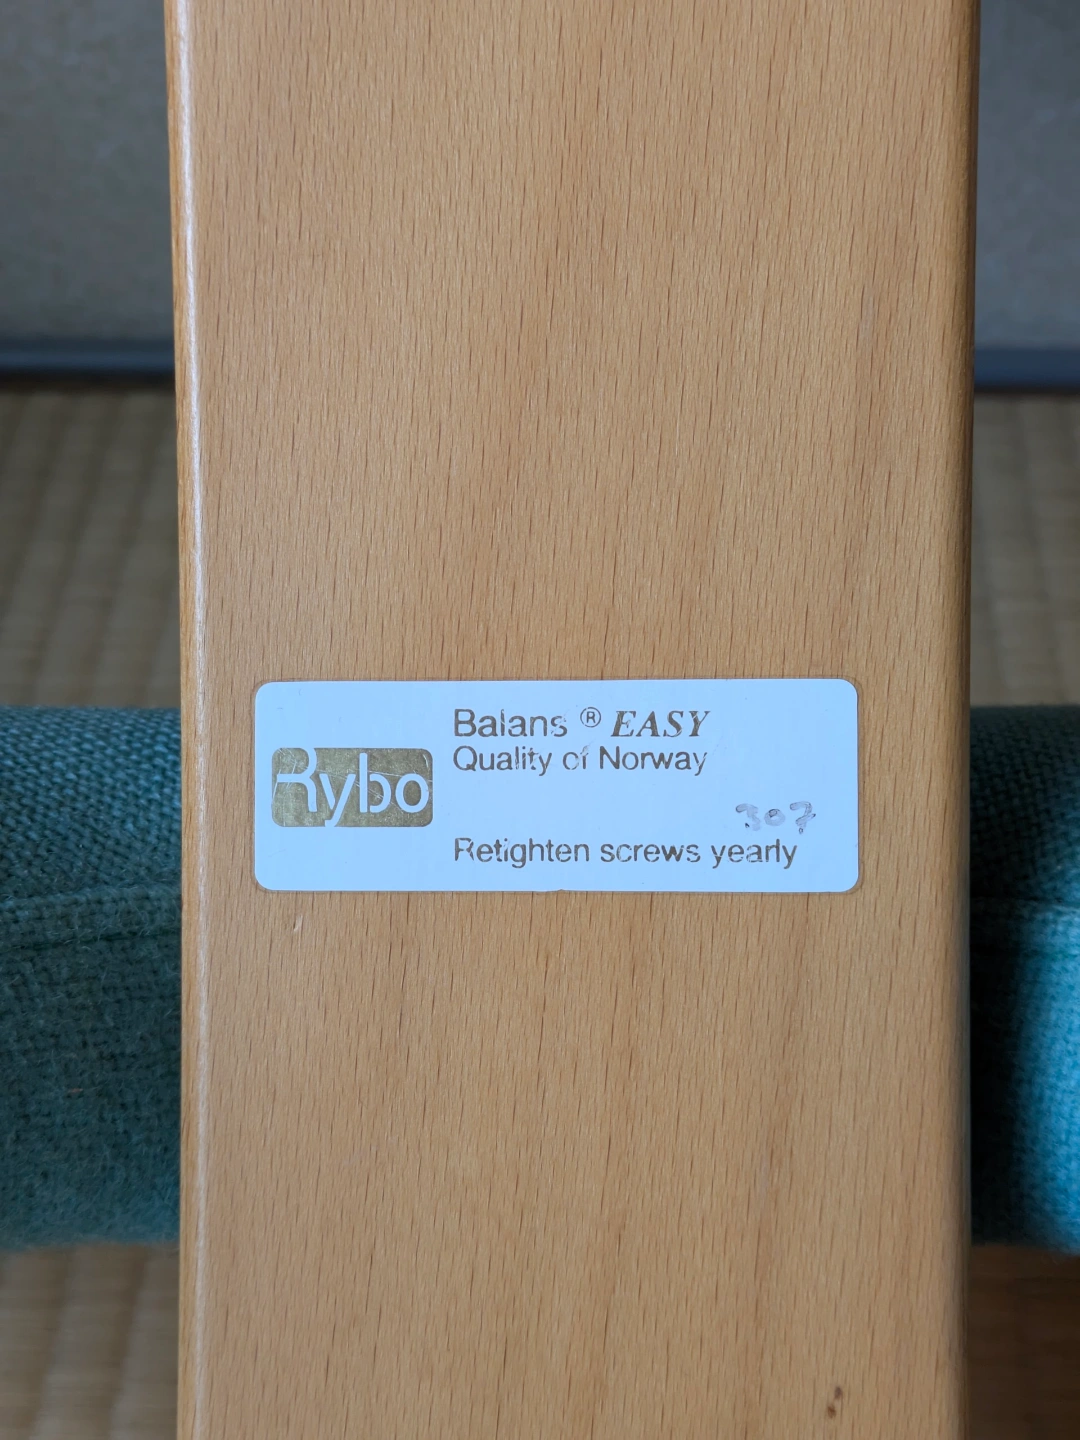 Rybo
Balans ® EASY
Quality of Norway
307
Retighten screws yearly